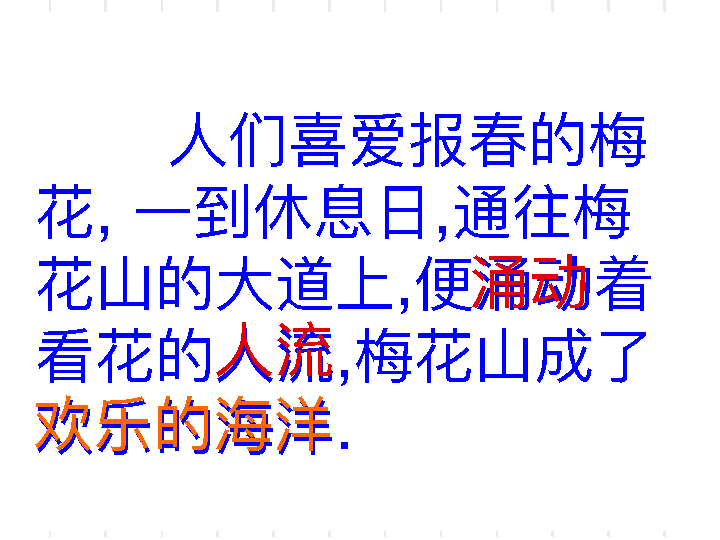 人们喜爱报春的梅
花, 一到休息日,通往梅
花山的大道上,便涌动着
看花的人流,梅花山成了
欢乐的海洋.